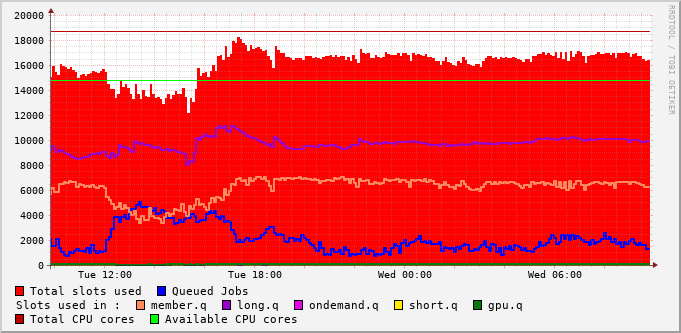 RRDTOOL / TOBI OETIKER
20000
18000
16000
14000
12000
10000
8000
6000
4000
2000
0
Tue 12:00 Tue 18:00 Wed 00:00 Wed 06:00
Total slots used Queued Jobs
Slots used in : member.q long.q ondemand.q short.q gpu.q
Total CPU cores Available CPU cores